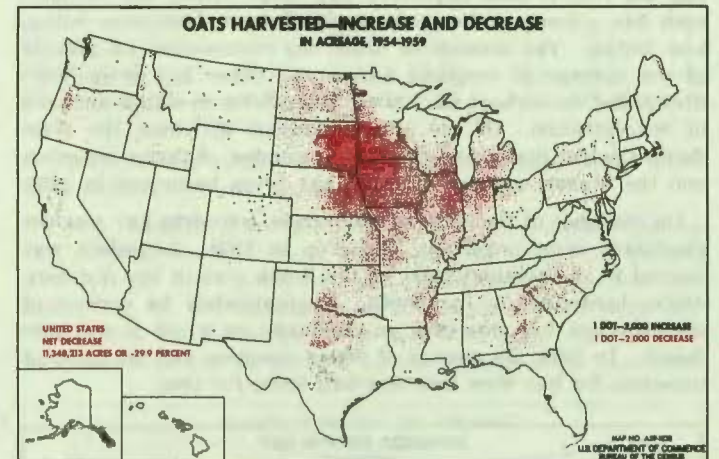 OATS HARVESTED—INCREASE AND DECREASE
IN ACREAGE, 1954-1959
UNITED STATES
NET DECREASE
11,348,213 ACRES OR -29.9 PERCENT
1 DOT—2,000 INCREASE
1 DOT—2,000 DECREASE
MAP NO.
U.S. DEPARTMENT OF COMMERCE
BUREAU OF THE CENSUS